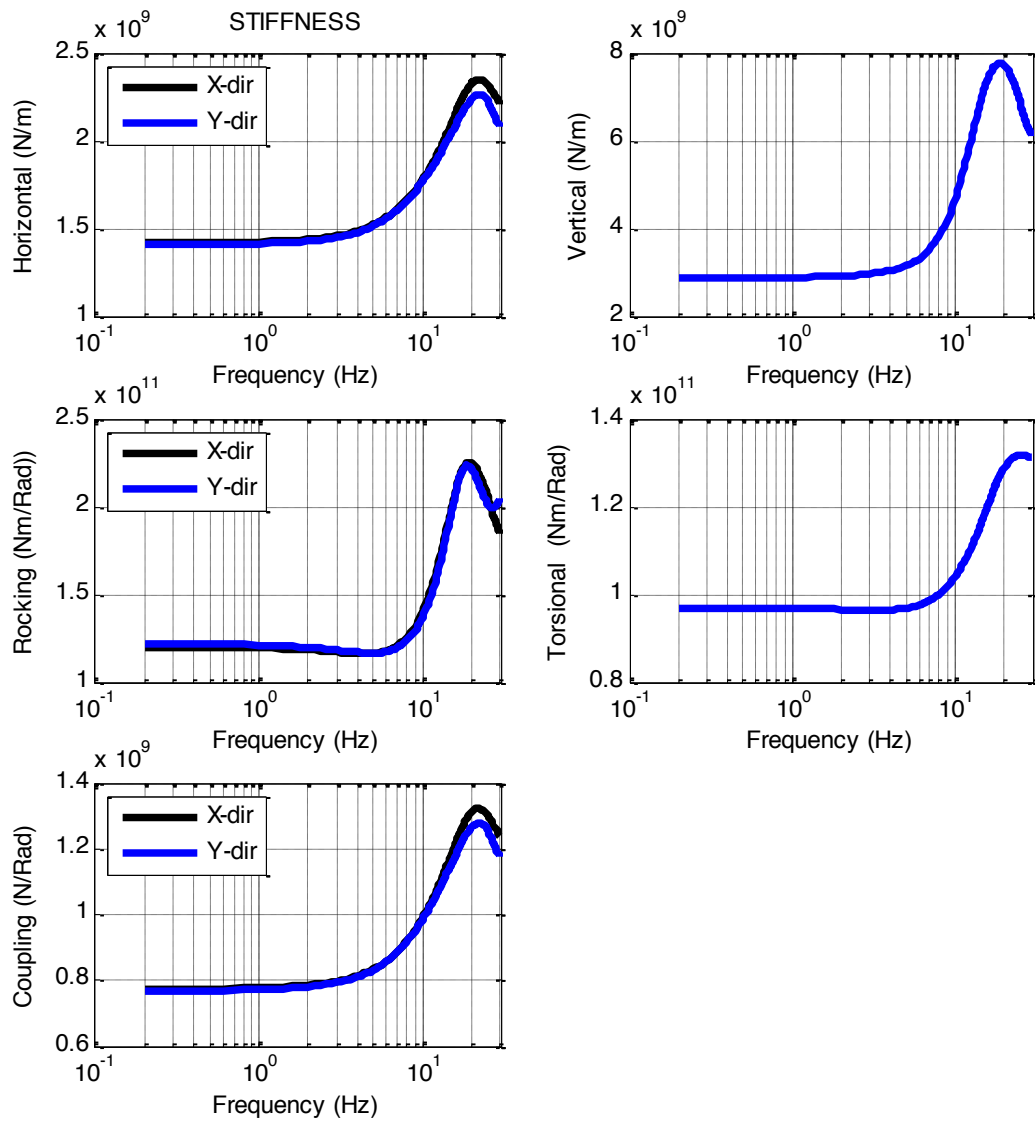 STIFFNESS
x 10^9
2.5
2
1.5
1
Horizontal (N/m)
X-dir
Y-dir
10^-1 10^0 10^1
Frequency (Hz)
x 10^9
8
6
4
2
Vertical (N/m)
10^-1 10^0 10^1
Frequency (Hz)
x 10^11
2.5
2
1.5
1
Rocking (Nm/Rad))
X-dir
Y-dir
10^-1 10^0 10^1
Frequency (Hz)
x 10^11
1.4
1.2
1
0.8
Torsional (Nm/Rad)
10^-1 10^0 10^1
Frequency (Hz)
x 10^9
1.4
1.2
1
0.8
0.6
Coupling (N/Rad)
X-dir
Y-dir
10^-1 10^0 10^1
Frequency (Hz)